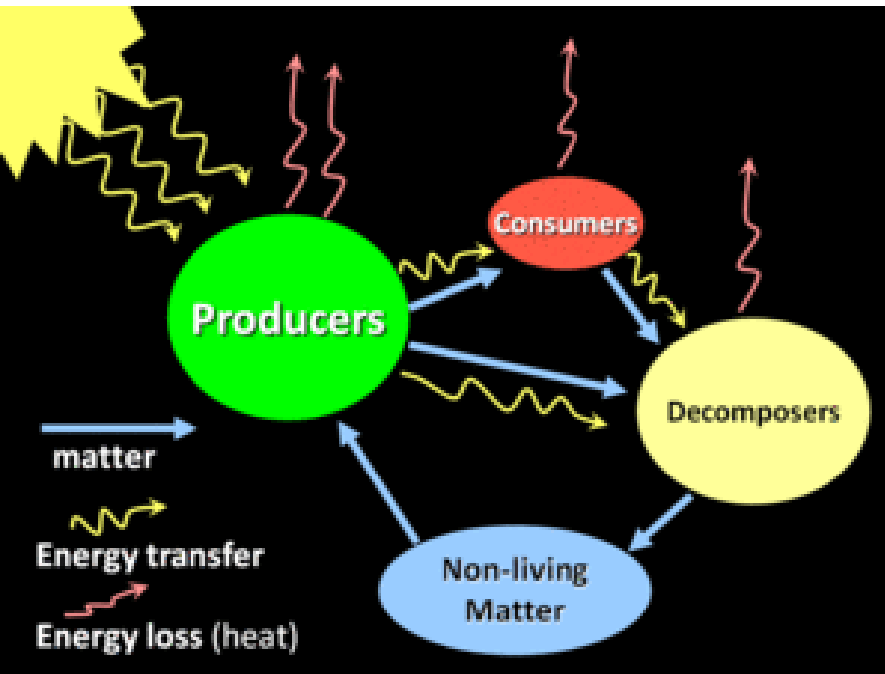 Consumers
Producers
Decomposers
matter
Energy transfer
Non-living
Matter
Energy loss (heat)